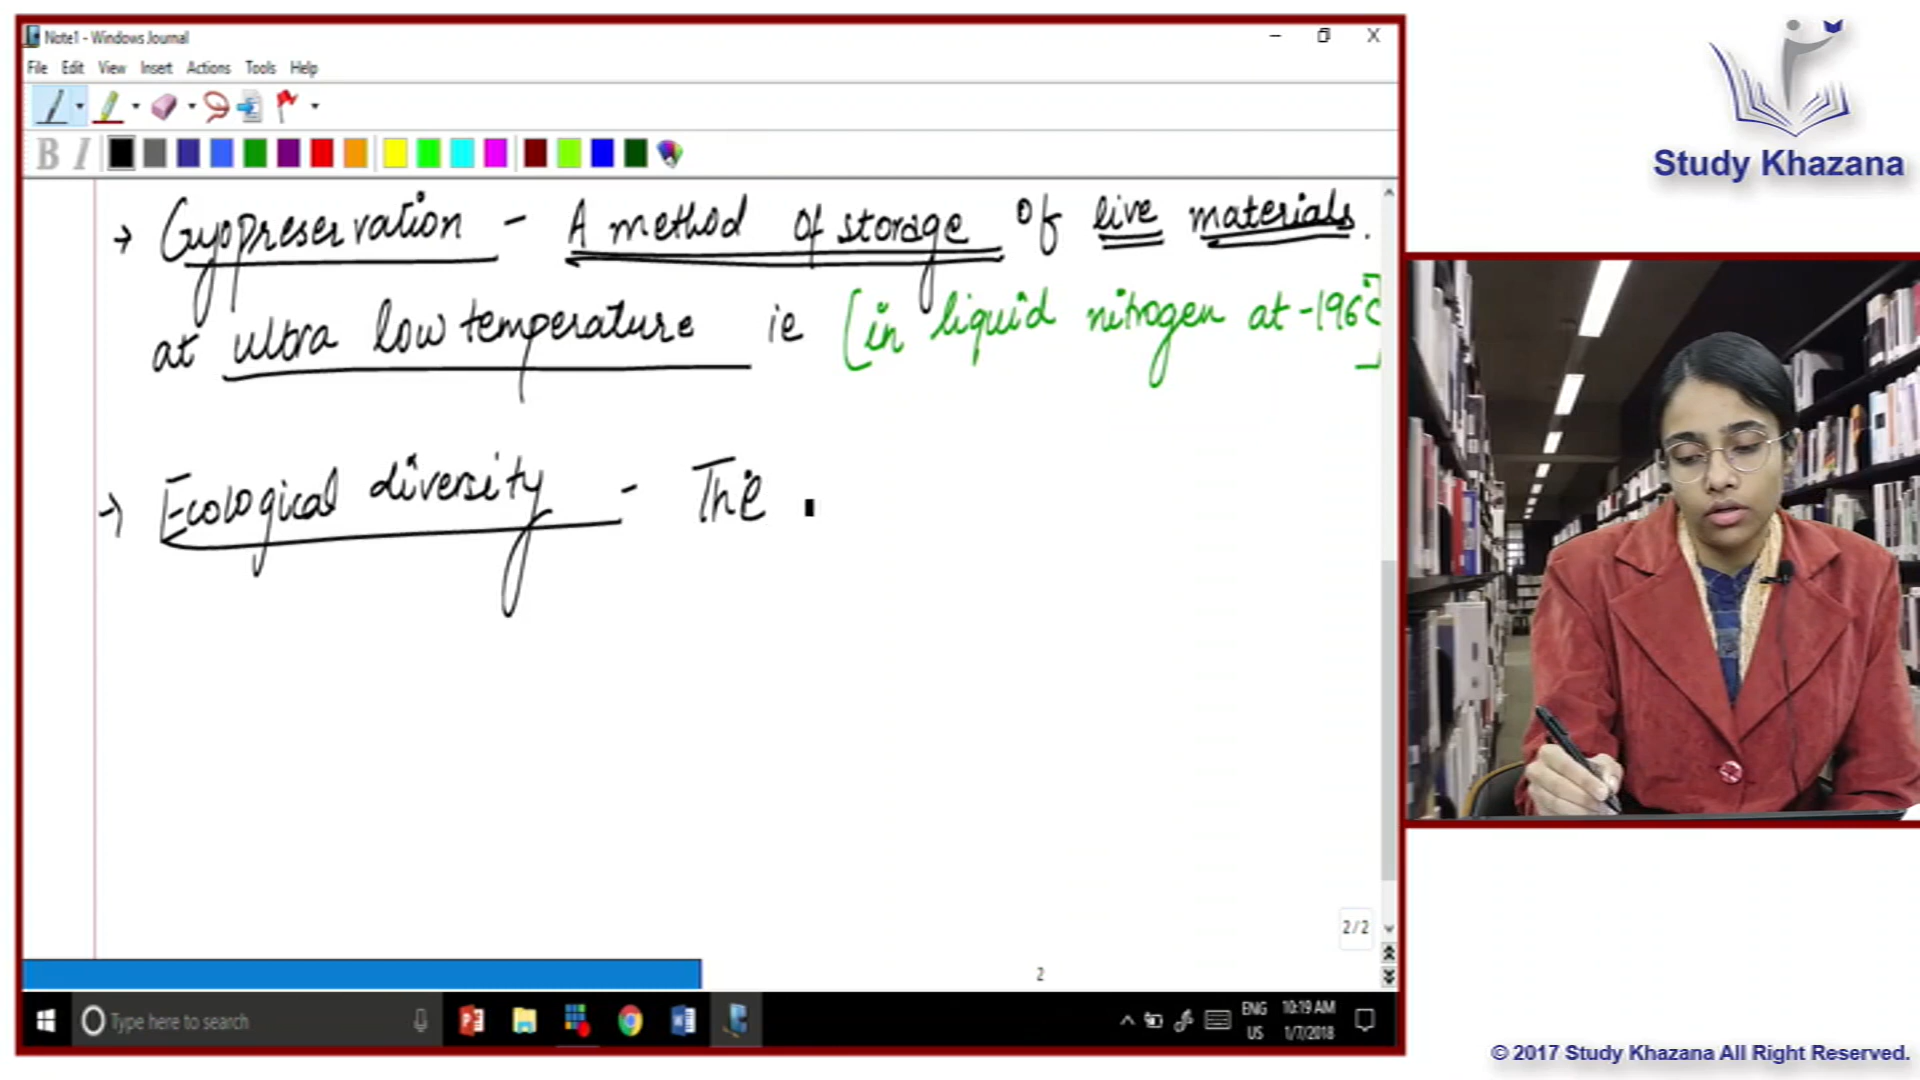 Note1 - Windows Journal
File Edit View Insert Actions Tools Help
B I
→ Cryopreservation - A method of storage of live materials.
at ultra low temperature ie [in liquid nitrogen at -196°C]
→ Ecological diversity - The
2/2
2
Type here to search
ENG
US
10:19 AM
1/7/2018
Study Khazana
© 2017 Study Khazana All Right Reserved.